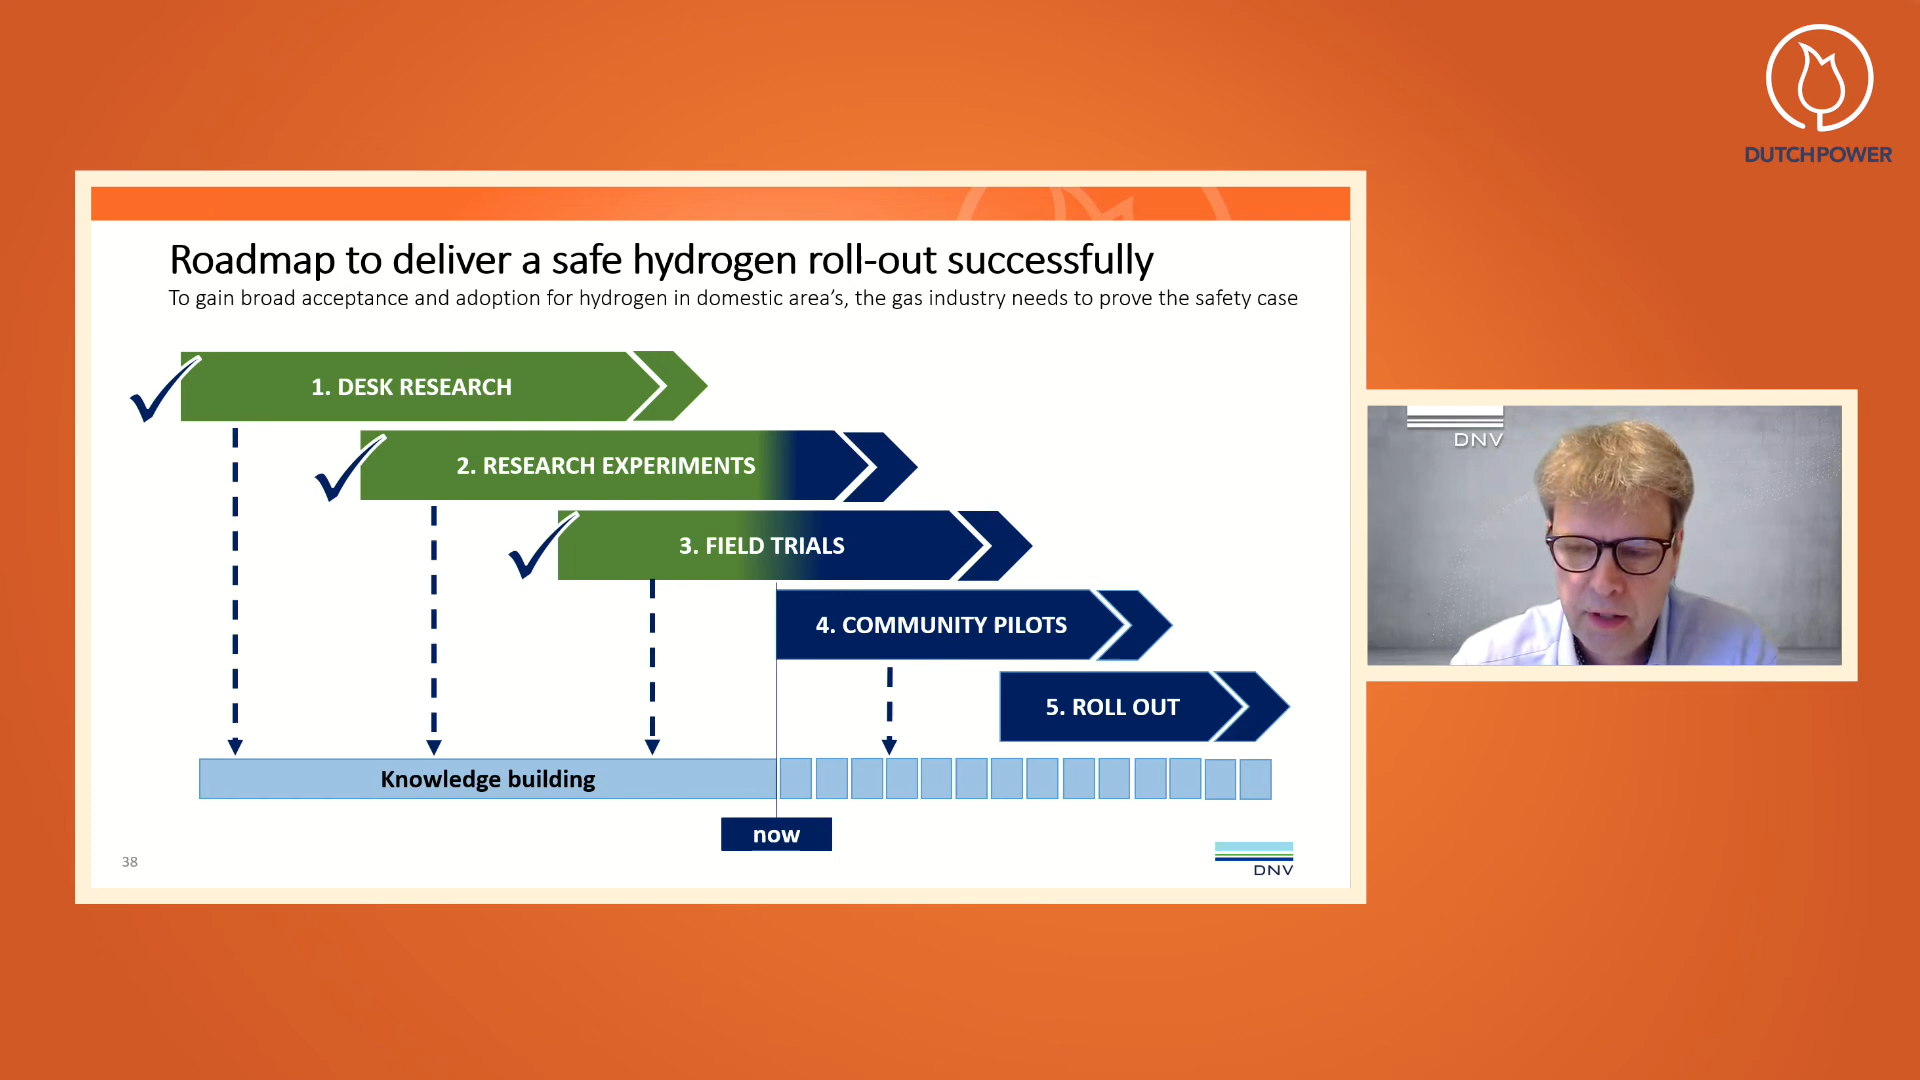 DUTCH POWER
Roadmap to deliver a safe hydrogen roll-out successfully
To gain broad acceptance and adoption for hydrogen in domestic area's, the gas industry needs to prove the safety case
1. DESK RESEARCH
2. RESEARCH EXPERIMENTS
3. FIELD TRIALS
4. COMMUNITY PILOTS
5. ROLL OUT
Knowledge building
now
38
DNV
DNV